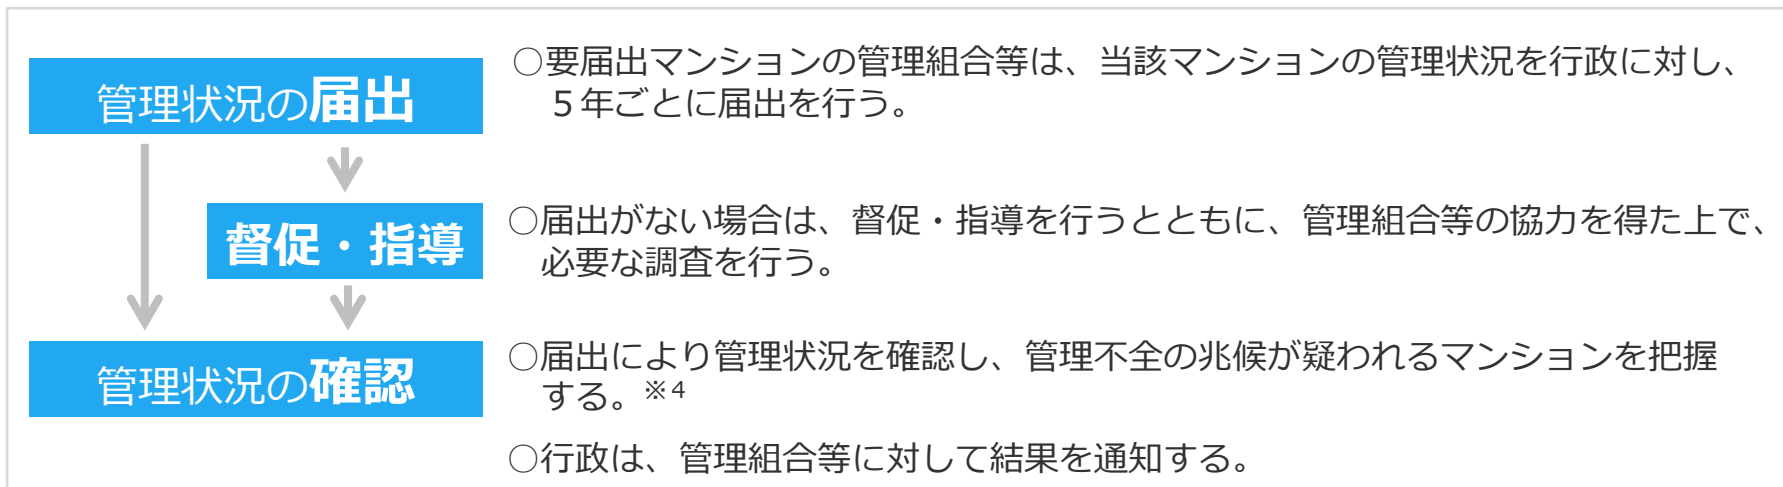 管理状況の届出
○要届出マンションの管理組合等は、当該マンションの管理状況を行政に対し、
５年ごとに届出を行う。
督促・指導
○届出がない場合は、督促・指導を行うとともに、管理組合等の協力を得た上で、
必要な調査を行う。
管理状況の確認
○届出により管理状況を確認し、管理不全の兆候が疑われるマンションを把握
する。※4
○行政は、管理組合等に対して結果を通知する。